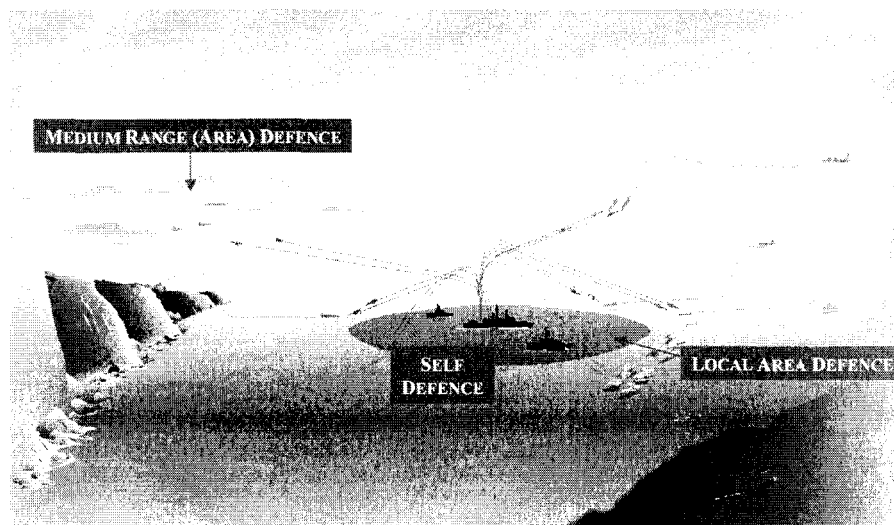 MEDIUM RANGE (AREA) DEFENCE
SELF
DEFENCE
LOCAL AREA DEFENCE